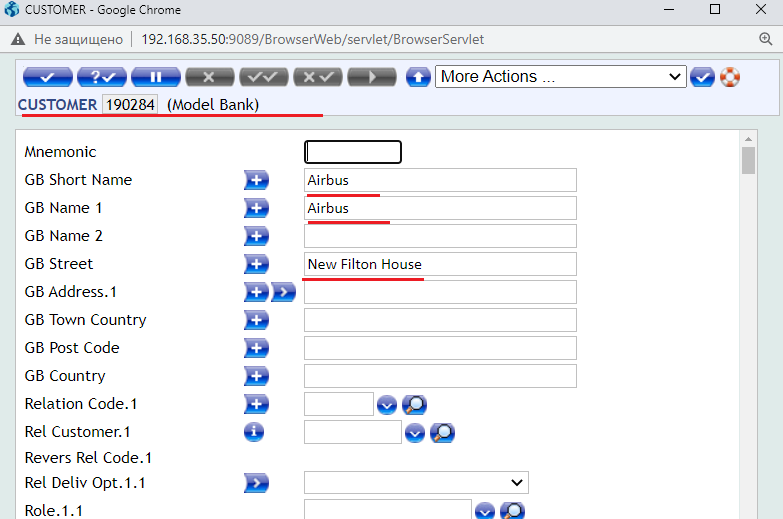 CUSTOMER - Google Chrome
Не защищено 192.168.35.50:9089/BrowserWeb/servlet/BrowserServlet
More Actions ...
CUSTOMER 190284 (Model Bank)
Mnemonic
GB Short Name Airbus
GB Name 1 Airbus
GB Name 2
GB Street New Filton House
GB Address.1
GB Town Country
GB Post Code
GB Country
Relation Code.1
Rel Customer.1
Revers Rel Code.1
Rel Deliv Opt.1.1
Role.1.1